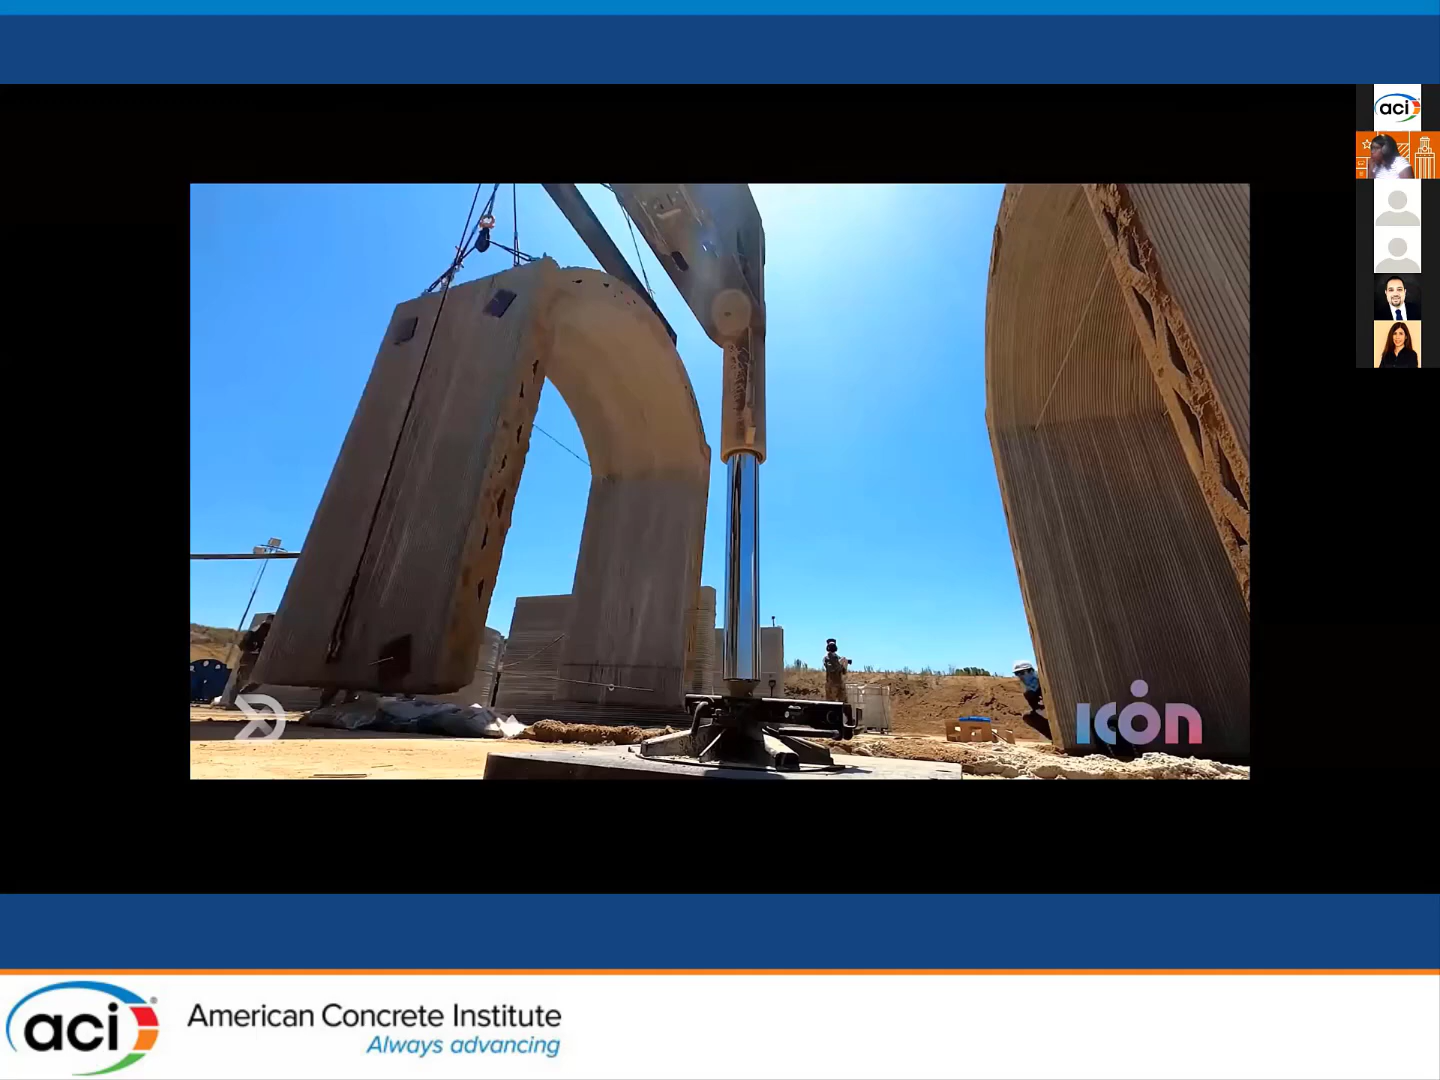 aci
icon
aci
American Concrete Institute
Always advancing